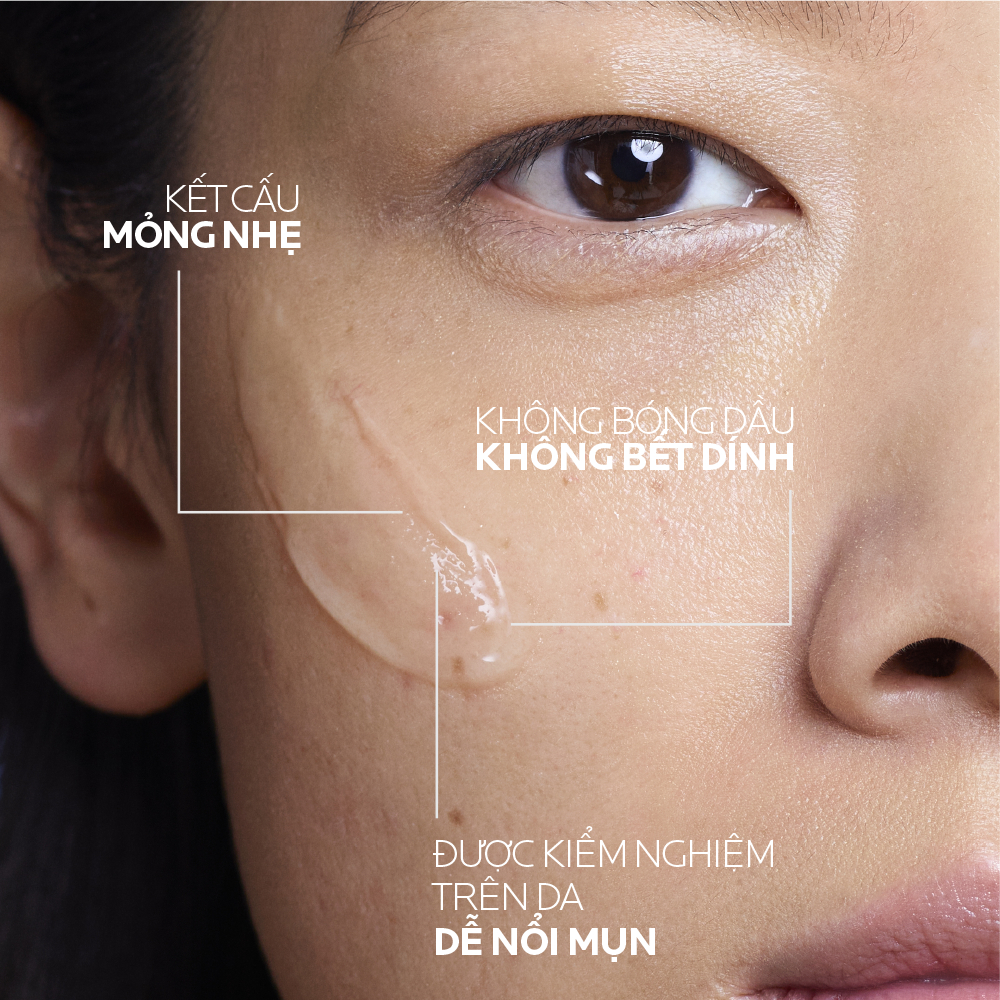 KẾT CẤU
MỎNG NHẸ
KHÔNG BÓNG DẦU
KHÔNG BẾT DÍNH
ĐƯỢC KIỂM NGHIỆM
TRÊN DA
DỄ NỔI MỤN